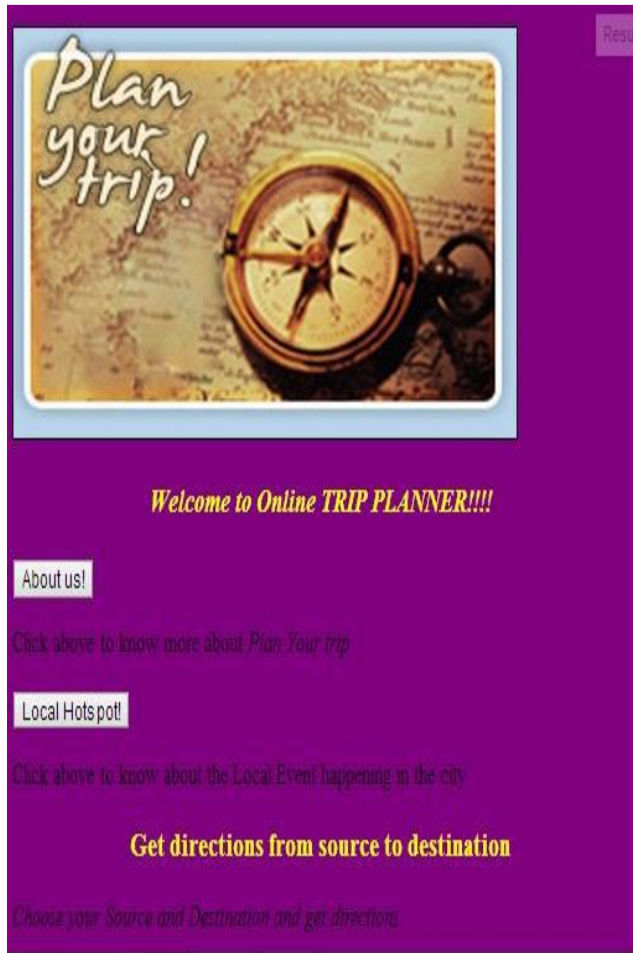 Resu
Plan
your
trip!
Welcome to Online TRIP PLANNER!!!!
About us!
Click above to know more about Plan Your trip
Local Hotspot!
Click above to know about the Local Event happening in the city
Get directions from source to destination
Choose your Source and Destination and get directions